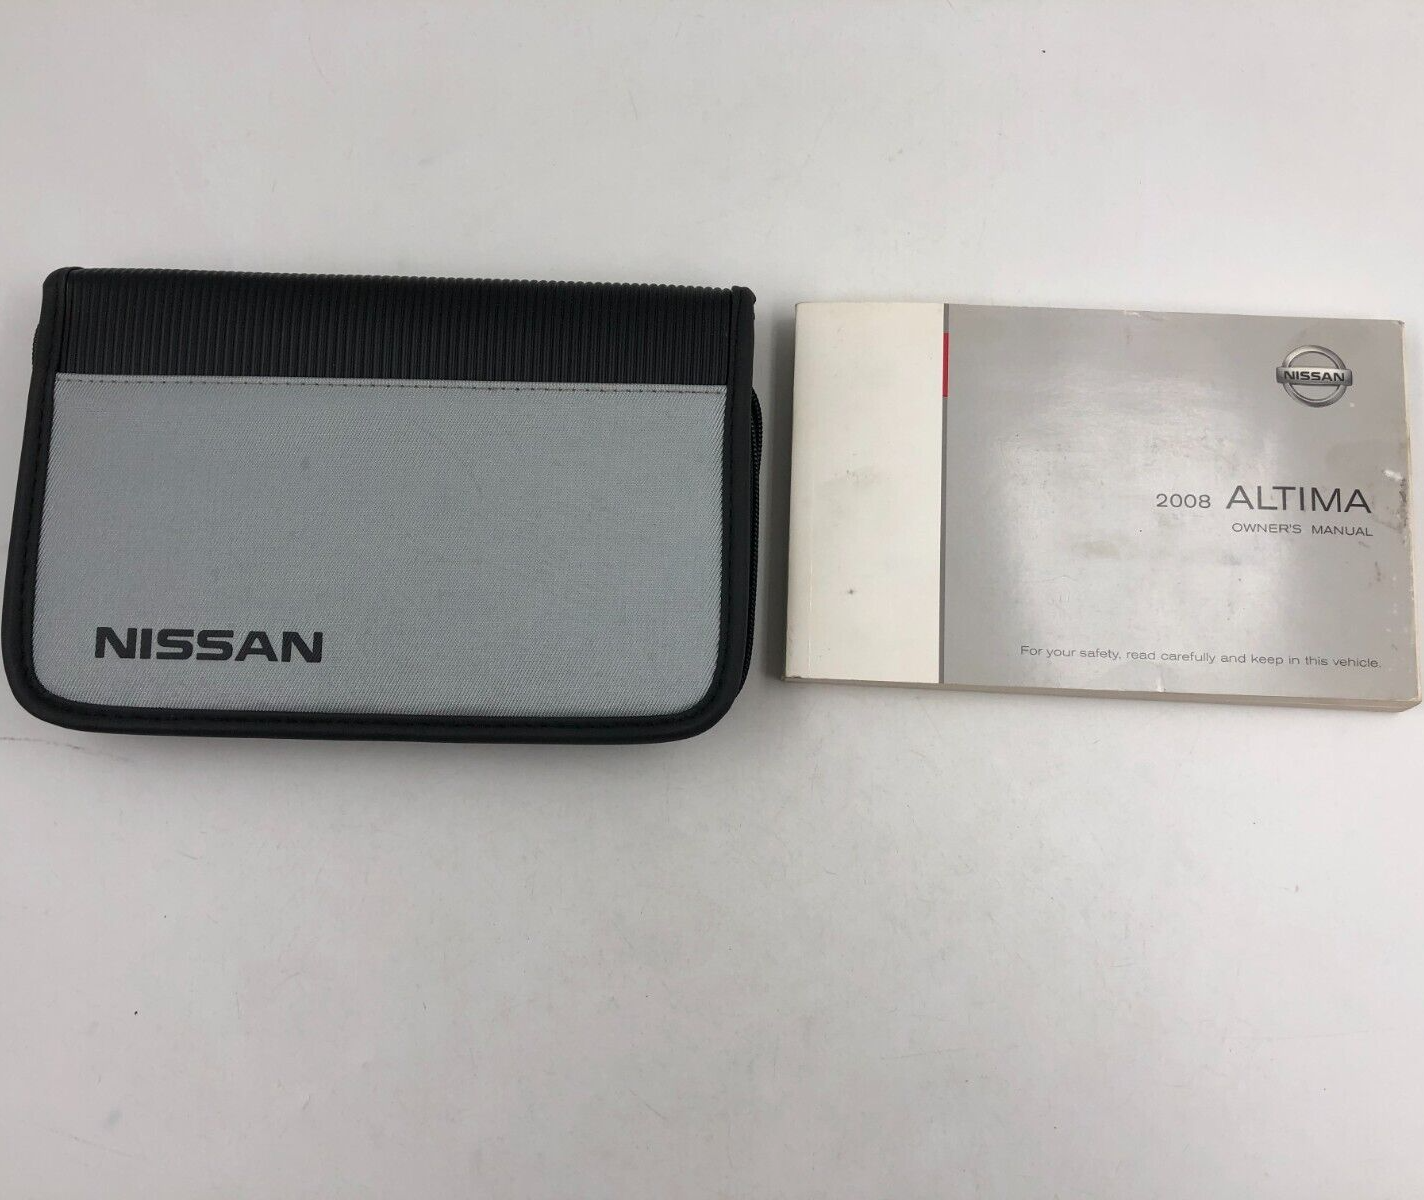 NISSAN
NISSAN
2008 ALTIMA
OWNER'S MANUAL
For your safety, read carefully and keep in this vehicle.